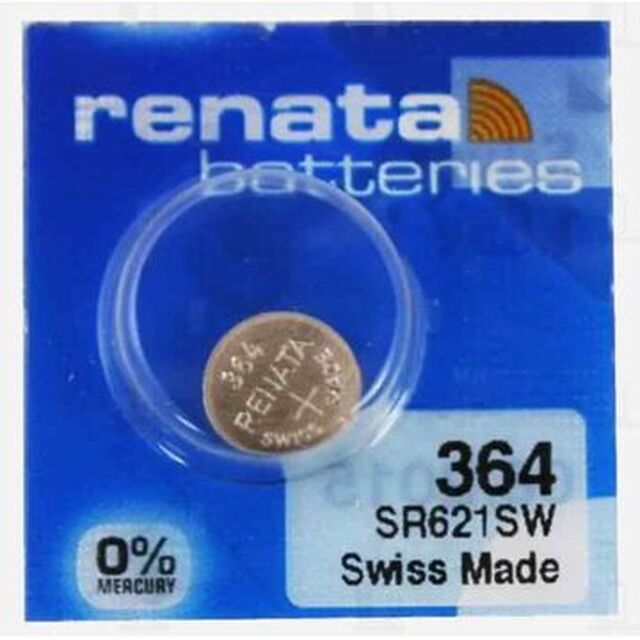 renata
batteries
364
RENATA
SWISS
364
SR621SW
Swiss Made
0%
MERCURY